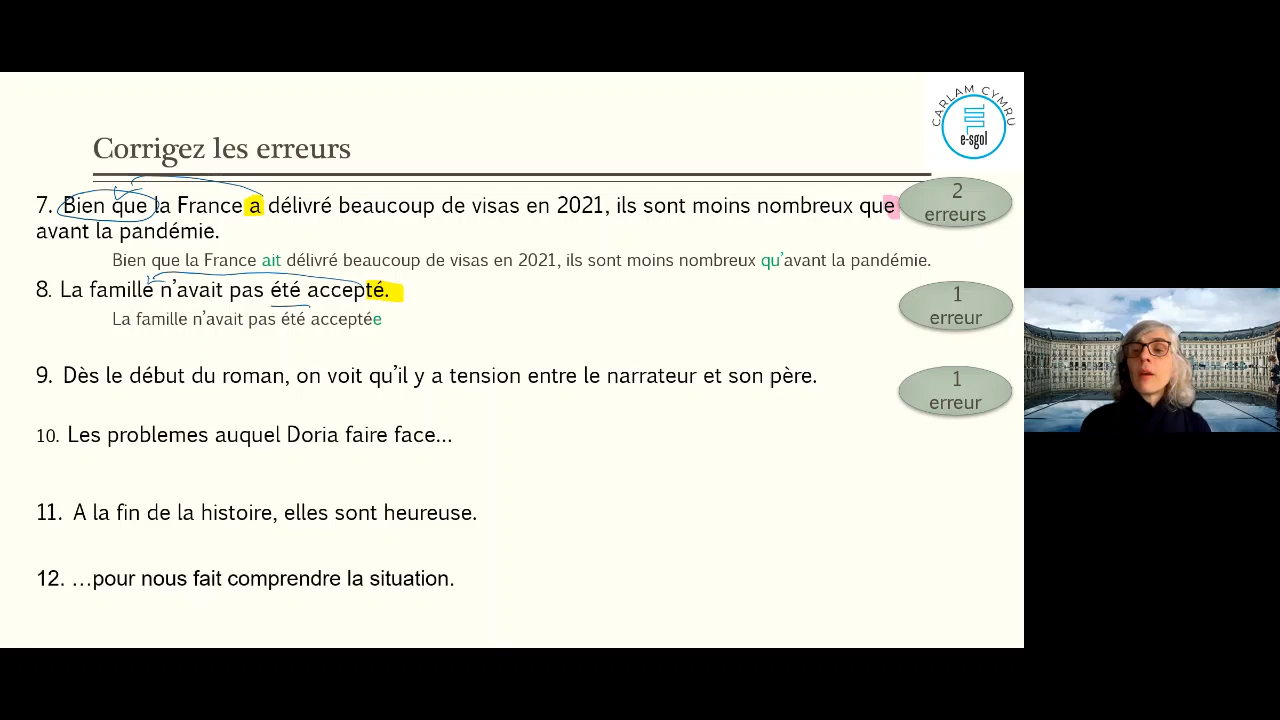 CARLAM CYMRU
e-sgol
Corrigez les erreurs
7. Bien que la France a délivré beaucoup de visas en 2021, ils sont moins nombreux que
avant la pandémie.
2
erreurs
Bien que la France ait délivré beaucoup de visas en 2021, ils sont moins nombreux qu’avant la pandémie.
8. La famille n’avait pas été accepté.
1
erreur
La famille n’avait pas été acceptée
9. Dès le début du roman, on voit qu’il y a tension entre le narrateur et son père.
1
erreur
10. Les problemes auquel Doria faire face...
11. A la fin de la histoire, elles sont heureuse.
12. …pour nous fait comprendre la situation.